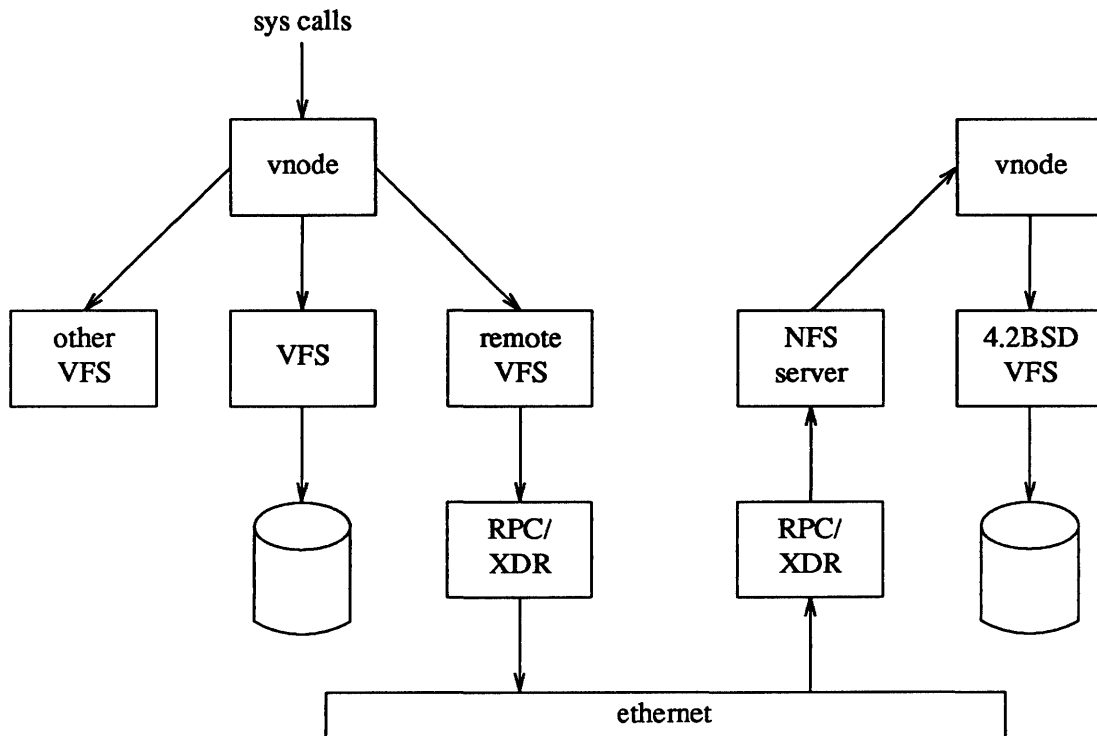 sys calls
vnode
vnode
other
VFS
VFS
remote
VFS
NFS
server
4.2BSD
VFS
RPC/
XDR
RPC/
XDR
ethernet